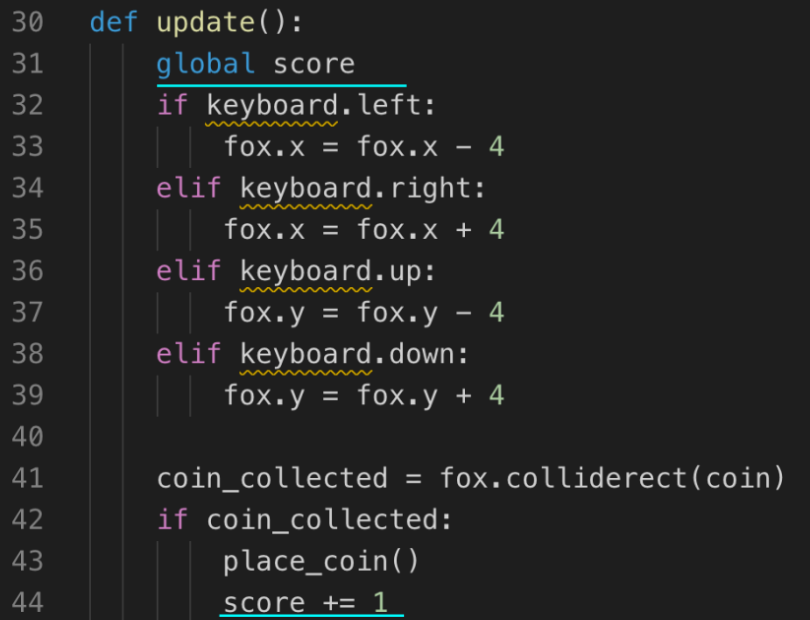 30 def update():
31     global score
32     if keyboard.left:
33         fox.x = fox.x - 4
34     elif keyboard.right:
35         fox.x = fox.x + 4
36     elif keyboard.up:
37         fox.y = fox.y - 4
38     elif keyboard.down:
39         fox.y = fox.y + 4
40
41     coin_collected = fox.colliderect(coin)
42     if coin_collected:
43         place_coin()
44         score += 1